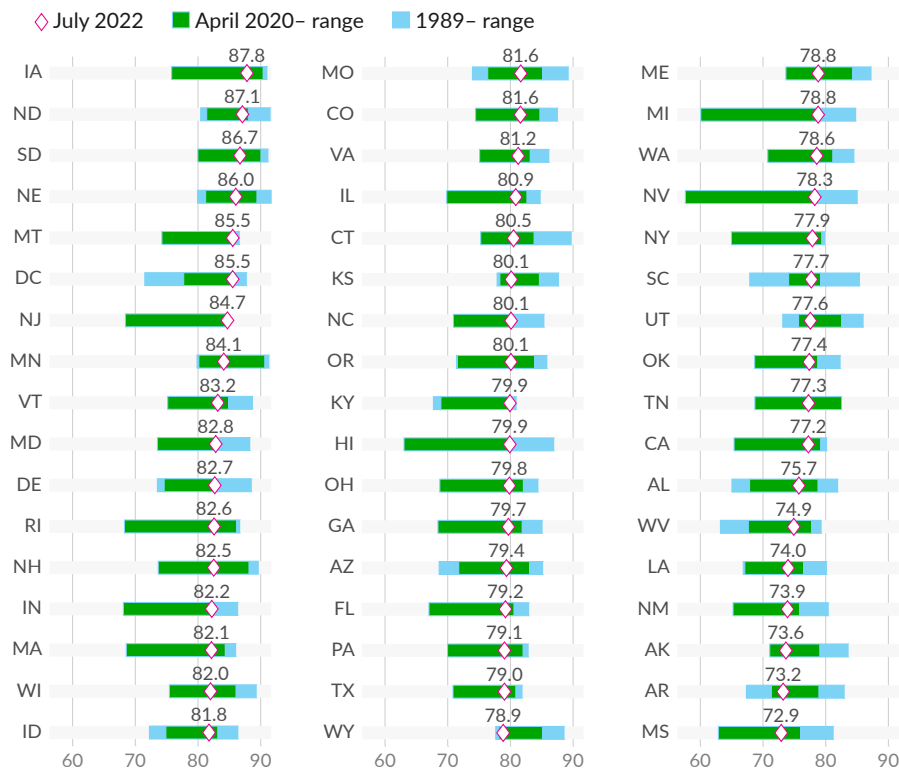 July 2022 April 2020– range 1989– range
87.8
IA
87.1
ND
86.7
SD
86.0
NE
85.5
MT
85.5
DC
84.7
NJ
84.1
MN
83.2
VT
82.8
MD
82.7
DE
82.6
RI
82.5
NH
82.2
IN
82.1
MA
82.0
WI
81.8
ID
60 70 80 90
81.6
MO
81.6
CO
81.2
VA
80.9
IL
80.5
CT
80.1
KS
80.1
NC
80.1
OR
79.9
KY
79.9
HI
79.8
OH
79.7
GA
79.4
AZ
79.2
FL
79.1
PA
79.0
TX
78.9
WY
60 70 80 90
78.8
ME
78.8
MI
78.6
WA
78.3
NV
77.9
NY
77.7
SC
77.6
UT
77.4
OK
77.3
TN
77.2
CA
75.7
AL
74.9
WV
74.0
LA
73.9
NM
73.6
AK
73.2
AR
72.9
MS
60 70 80 90